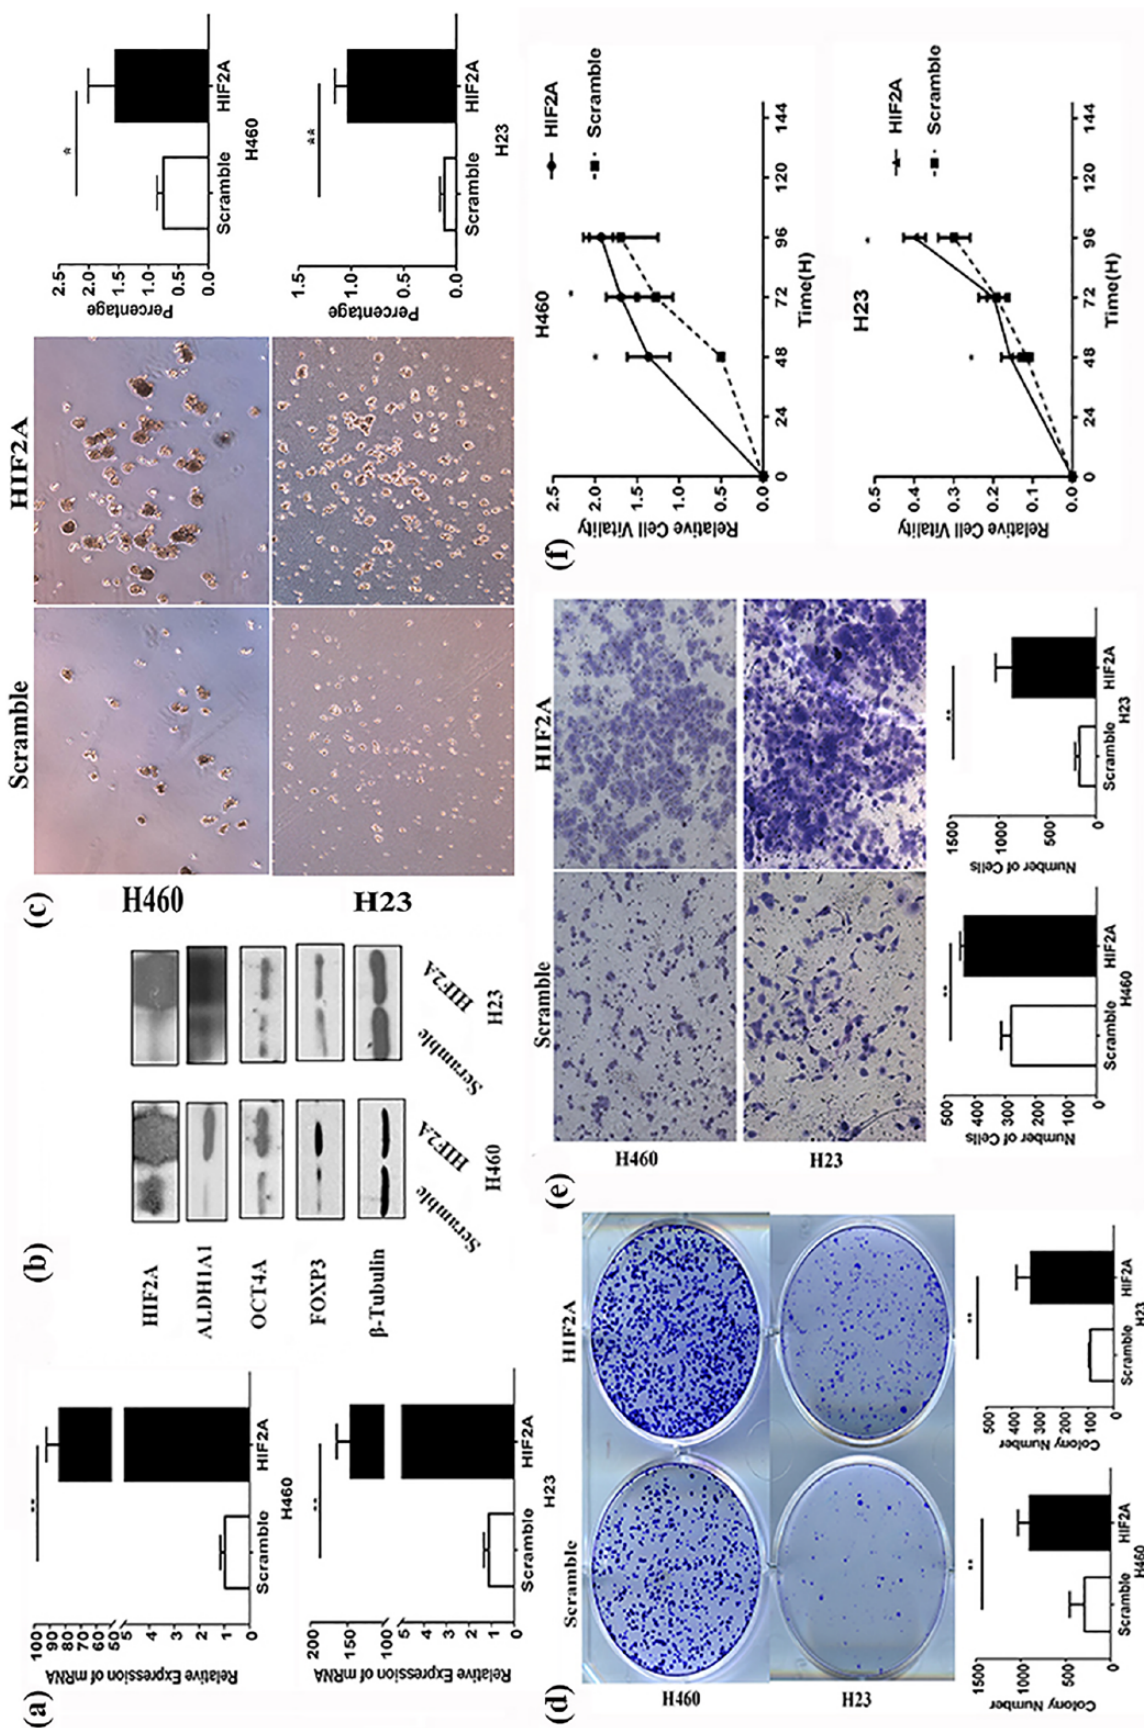 (a)
Relative Expression of mRNA
100
90
80
70
60
50
5
4
3
2
1
0
**
Scramble HIF2A
H460
Relative Expression of mRNA
200
150
100
5
4
3
2
1
0
**
Scramble HIF2A
H23
(b)
HIF2A
ALDH1A1
OCT4A
FOXP3
β-Tubulin
Scramble HIF2A Scramble HIF2A
H460 H23
(c)
Scramble HIF2A
H460
H23
Percentage
2.5
2.0
1.5
1.0
0.5
0.0
*
Scramble HIF2A
H460
Percentage
1.5
1.0
0.5
0.0
**
Scramble HIF2A
H23
(d)
Scramble HIF2A
H460
H23
Colony Number
1500
1000
500
0
**
Scramble HIF2A
H460
Colony Number
500
400
300
200
100
0
**
Scramble HIF2A
H23
(e)
Scramble HIF2A
H460
H23
Number of Cells
5000
4000
3000
2000
1000
0
**
Scramble HIF2A
H460
Number of Cells
1500
1000
500
0
**
Scramble HIF2A
H23
(f)
H460
Relative Cell Vitality
2.5
2.0
1.5
1.0
0.5
0.0
0 24 48 72 96 120 144
Time(H)
HIF2A
Scramble
H23
Relative Cell Vitality
0.5
0.4
0.3
0.2
0.1
0.0
0 24 48 72 96 120 144
Time(H)
HIF2A
Scramble